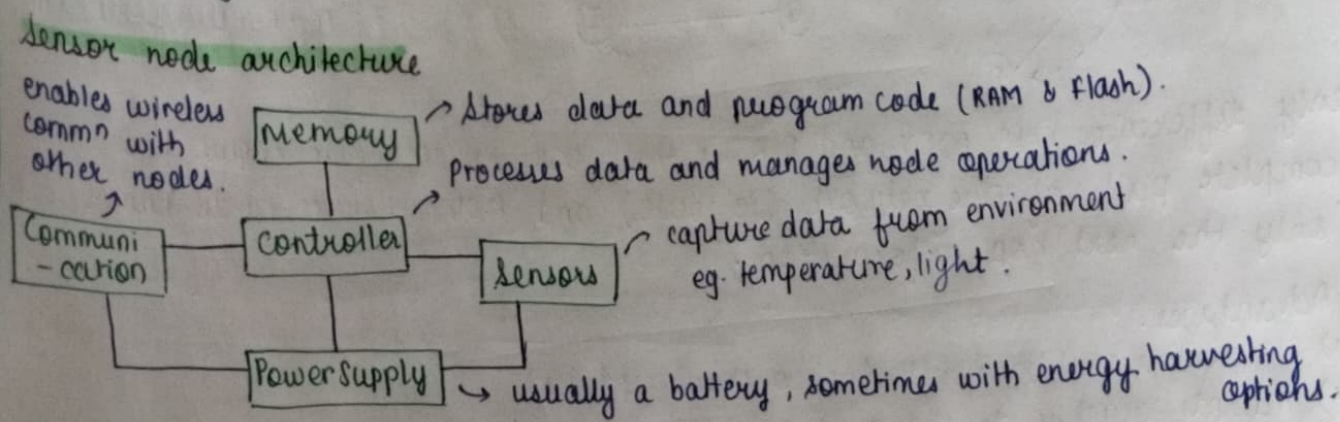 Sensor node architecture
enables wireless
commn with
other nodes.
Memory
Stores data and program code (RAM & Flash).
Processes data and manages node operations.
Communi
-cation
Controller
Sensors
capture data from environment
eg. temperature, light.
Power Supply
usually a battery, sometimes with energy harvesting
options.